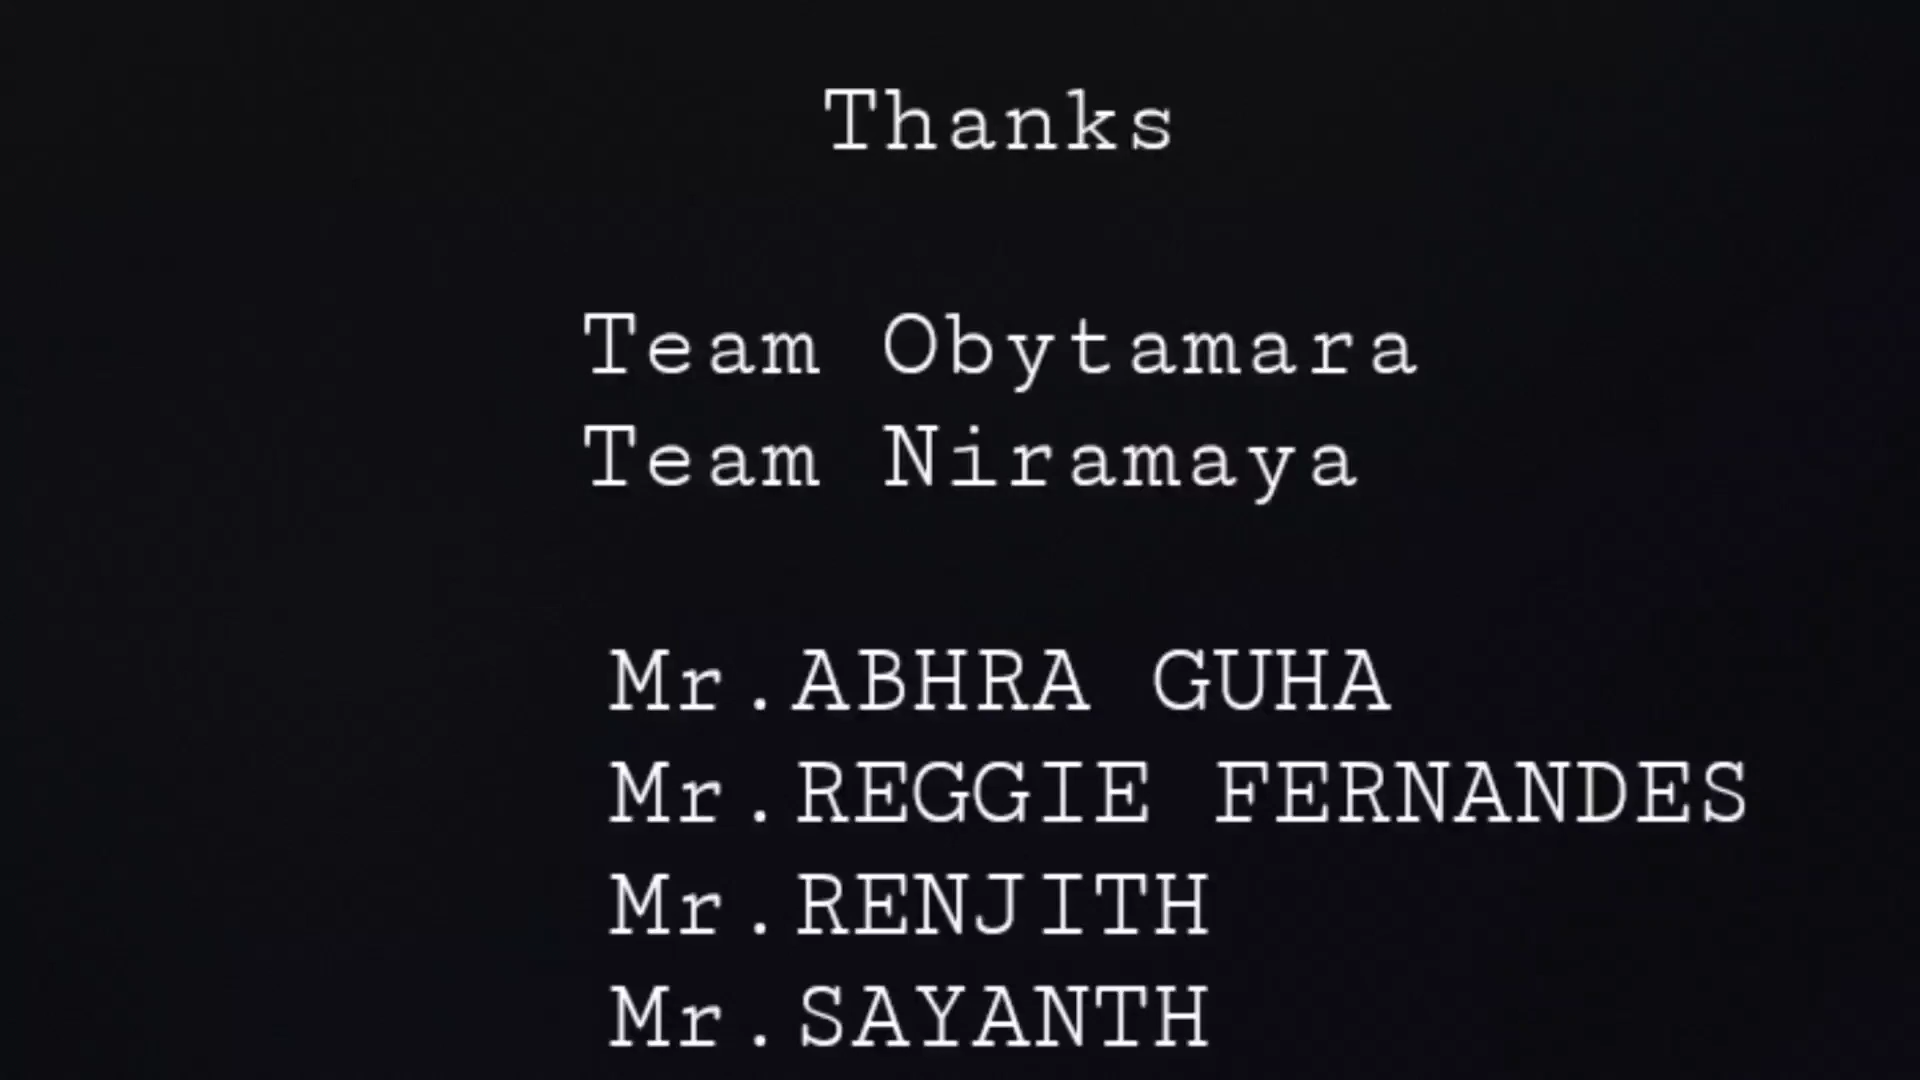 Thanks
Team Obytamara
Team Niramaya
Mr.ABHRA GUHA
Mr.REGGIE FERNANDES
Mr.RENJITH
Mr.SAYANTH